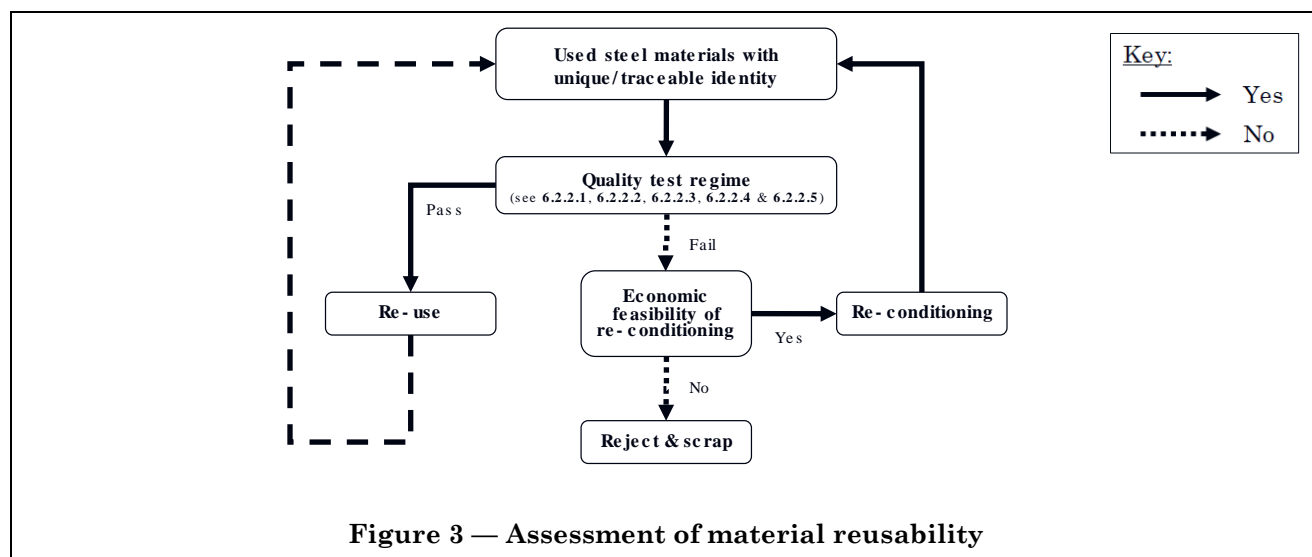 Used steel materials with
unique/traceable identity
Key:
Yes
No
Quality test regime
(see 6.2.2.1, 6.2.2.2, 6.2.2.3, 6.2.2.4 & 6.2.2.5)
Pass
Fail
Re-use
Economic
feasibility of
re-conditioning
Yes
Re-conditioning
No
Reject & scrap
Figure 3 — Assessment of material reusability